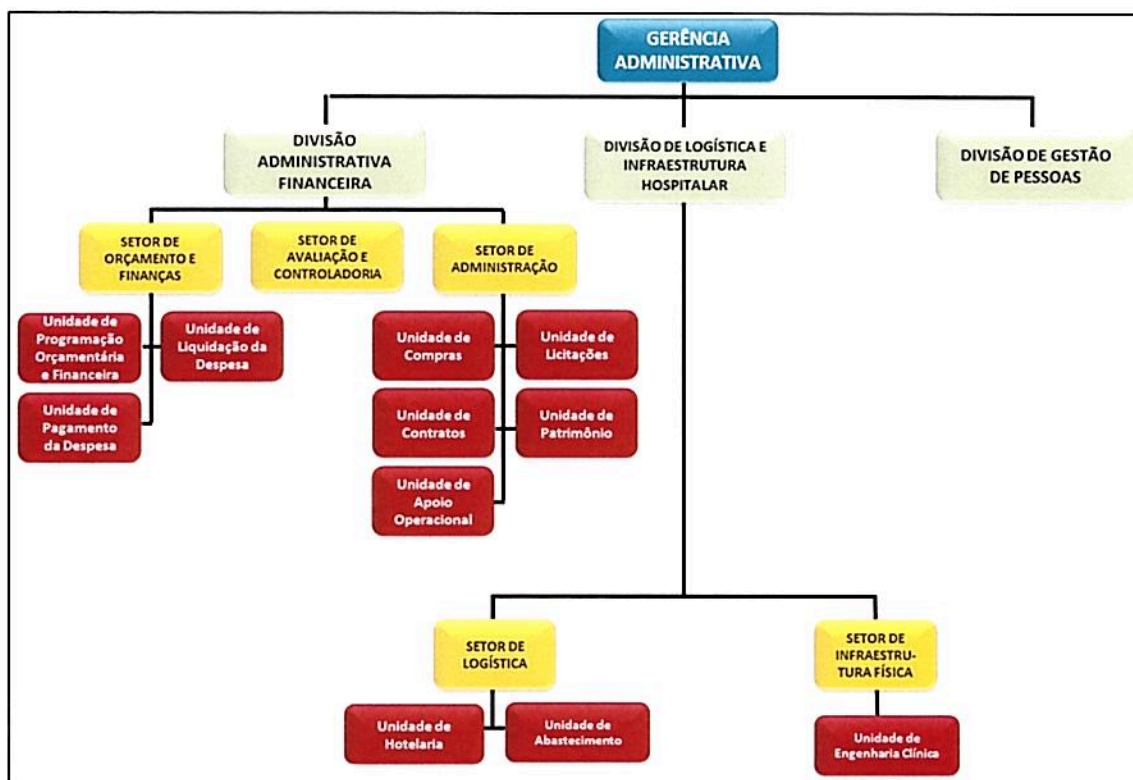 GERÊNCIA
ADMINISTRATIVA
DIVISÃO
ADMINISTRATIVA
FINANCEIRA
DIVISÃO DE LOGÍSTICA E
INFRAESTRUTURA
HOSPITALAR
DIVISÃO DE GESTÃO
DE PESSOAS
SETOR DE
ORÇAMENTO E
FINANÇAS
SETOR DE
AVALIAÇÃO E
CONTROLADORIA
SETOR DE
ADMINISTRAÇÃO
Unidade de
Programação
Orçamentária
e Financeira
Unidade de
Liquidação da
Despesa
Unidade de
Pagamento
da Despesa
Unidade de
Compras
Unidade de
Licitações
Unidade de
Contratos
Unidade de
Patrimônio
Unidade de
Apoio
Operacional
SETOR DE
LOGÍSTICA
SETOR DE
INFRAESTRU-
TURA FÍSICA
Unidade de
Hotelaria
Unidade de
Abastecimento
Unidade de
Engenharia Clínica